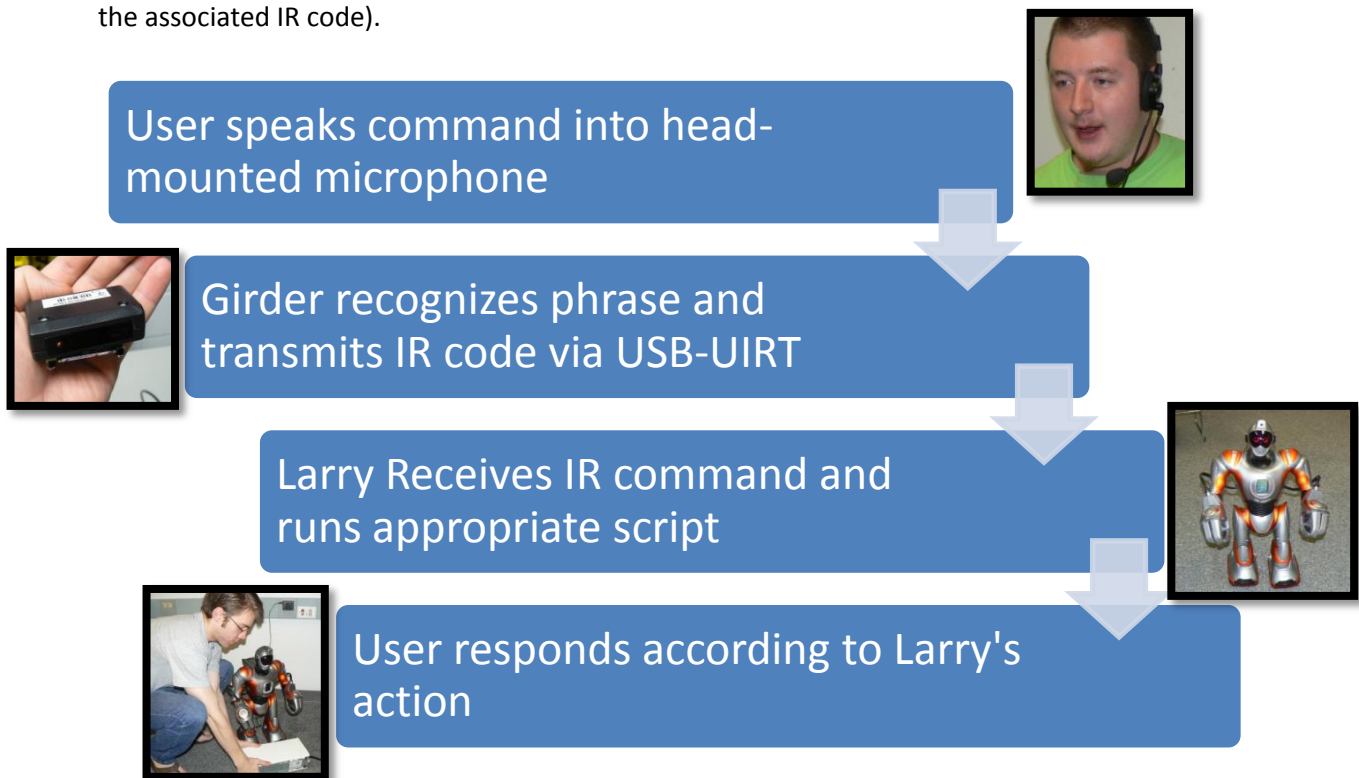 the associated IR code).
User speaks command into head-
mounted microphone
Girder recognizes phrase and
transmits IR code via USB-UIRT
Larry Receives IR command and
runs appropriate script
User responds according to Larry's
action